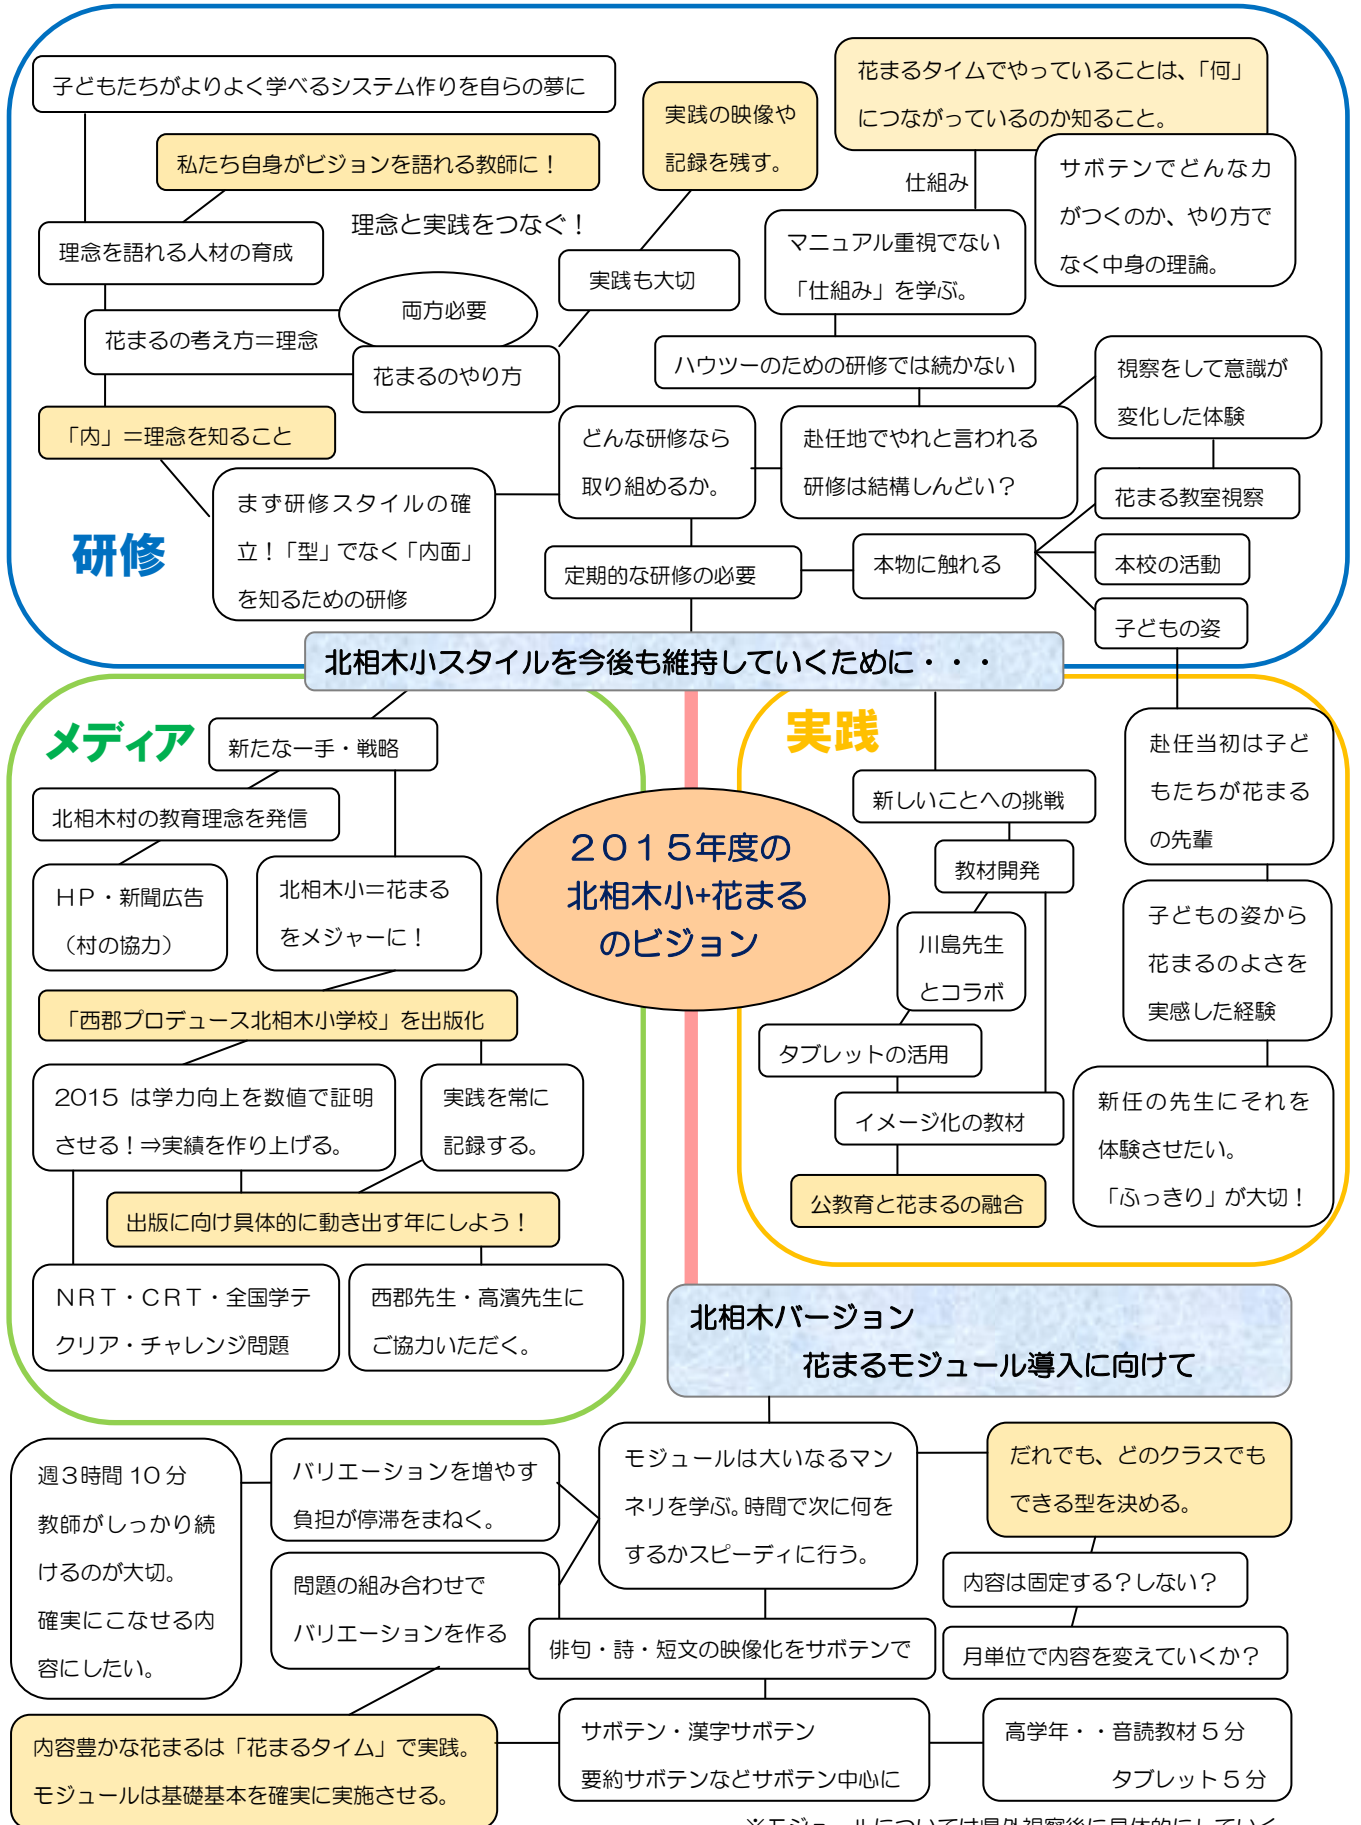 子どもたちがよりよく学べるシステム作りを自らの夢に
私たち自身がビジョンを語れる教師に！
実践の映像や
記録を残す。
花まるタイムでやっていることは、「何」
につながっているのか知ること。
仕組み
サボテンでどんな力
がつくのか、やり方で
なく中身の理論。
理念と実践をつなぐ！
理念を語れる人材の育成
マニュアル重視でない
「仕組み」を学ぶ。
実践も大切
両方必要
花まるの考え方＝理念
花まるのやり方
ハウツーのための研修では続かない
視察をして意識が
変化した体験
「内」＝理念を知ること
どんな研修なら
取り組めるか。
赴任地でやれと言われる
研修は結構しんどい？
まず研修スタイルの確
立！「型」でなく「内面」
を知るための研修
花まる教室視察
研修
定期的な研修の必要
本物に触れる
本校の活動
子どもの姿
北相木小スタイルを今後も維持していくために・・・
メディア
新たな一手・戦略
北相木村の教育理念を発信
ＨＰ・新聞広告
（村の協力）
北相木小＝花まる
をメジャーに！
「西郡プロデュース北相木小学校」を出版化
2015 は学力向上を数値で証明
させる！⇒実績を作り上げる。
実践を常に
記録する。
出版に向け具体的に動き出す年にしよう！
ＮＲＴ・ＣＲＴ・全国学テ
クリア・チャレンジ問題
西郡先生・高濱先生に
ご協力いただく。
２０１５年度の
北相木小+花まる
のビジョン
実践
新しいことへの挑戦
教材開発
川島先生
とコラボ
タブレットの活用
イメージ化の教材
公教育と花まるの融合
赴任当初は子ど
もたちが花まる
の先輩
子どもの姿から
花まるのよさを
実感した経験
新任の先生にそれを
体験させたい。
「ふっきり」が大切！
北相木バージョン
花まるモジュール導入に向けて
週３時間 10 分
教師がしっかり続
けるのが大切。
確実にこなせる内
容にしたい。
バリエーションを増やす
負担が停滞をまねく。
問題の組み合わせで
バリエーションを作る
モジュールは大いなるマン
ネリを学ぶ。時間で次に何を
するかスピーディに行う。
だれでも、どのクラスでも
できる型を決める。
内容は固定する？しない？
月単位で内容を変えていくか？
俳句・詩・短文の映像化をサボテンで
内容豊かな花まるは「花まるタイム」で実践。
モジュールは基礎基本を確実に実施させる。
サボテン・漢字サボテン
要約サボテンなどサボテン中心に
高学年・・音読教材 5 分
タブレット 5 分
※モジュールについては県外視察後に具体的にしていく